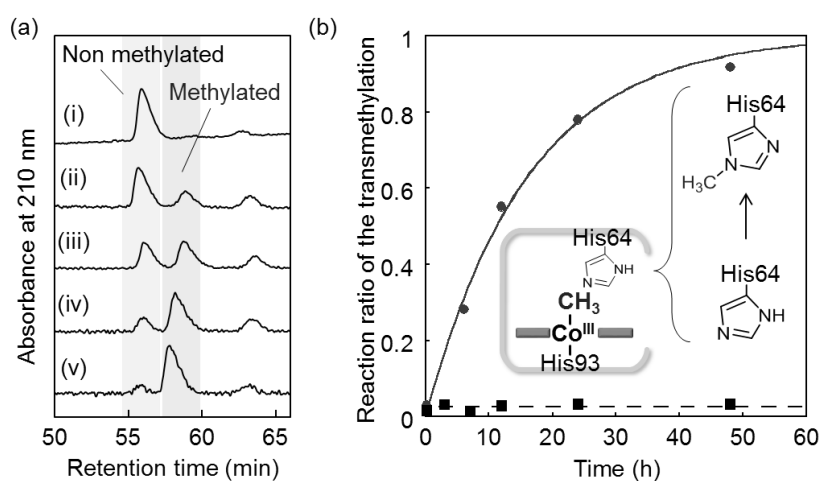 (a)
Non methylated
Methylated
(i)
(ii)
(iii)
(iv)
(v)
Absorbance at 210 nm
50 55 60 65
Retention time (min)
(b)
Reaction ratio of the transmethylation
1
0.8
0.6
0.4
0.2
0
0 10 20 30 40 50 60
Time (h)
His64
N
NH
CH3
CoIII
His93
His64
N
N
H3C
His64
N
NH